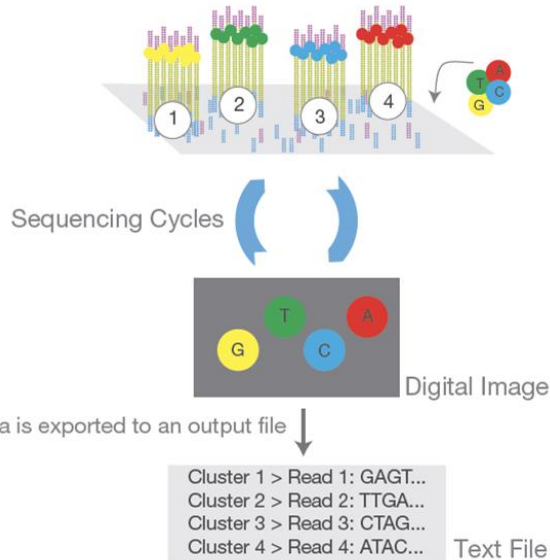 1
2
3
4
A
T
C
G
Sequencing Cycles
T
A
G
C
Digital Image
a is exported to an output file
Cluster 1 > Read 1: GAGT...
Cluster 2 > Read 2: TTGA...
Cluster 3 > Read 3: CTAG...
Cluster 4 > Read 4: ATAC...
Text File